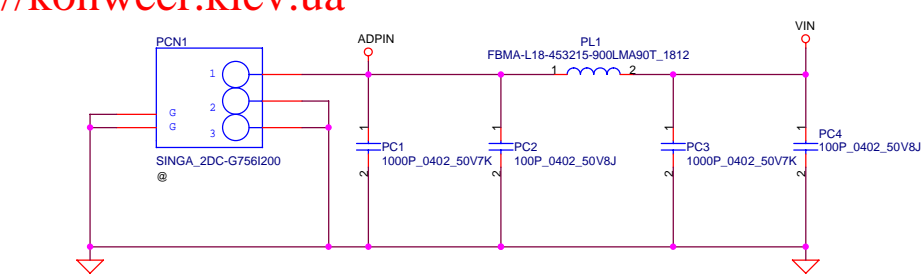 //konweer.kiev.ua
VIN
PCN1
ADPIN
PL1
FBMA-L18-453215-900LMA90T_1812
1
1
2
2
3
G
G
SINGA_2DC-G756I200
@
1
PC1
1000P_0402_50V7K
2
1
PC2
100P_0402_50V8J
2
1
PC3
1000P_0402_50V7K
2
1
PC4
100P_0402_50V8J
2